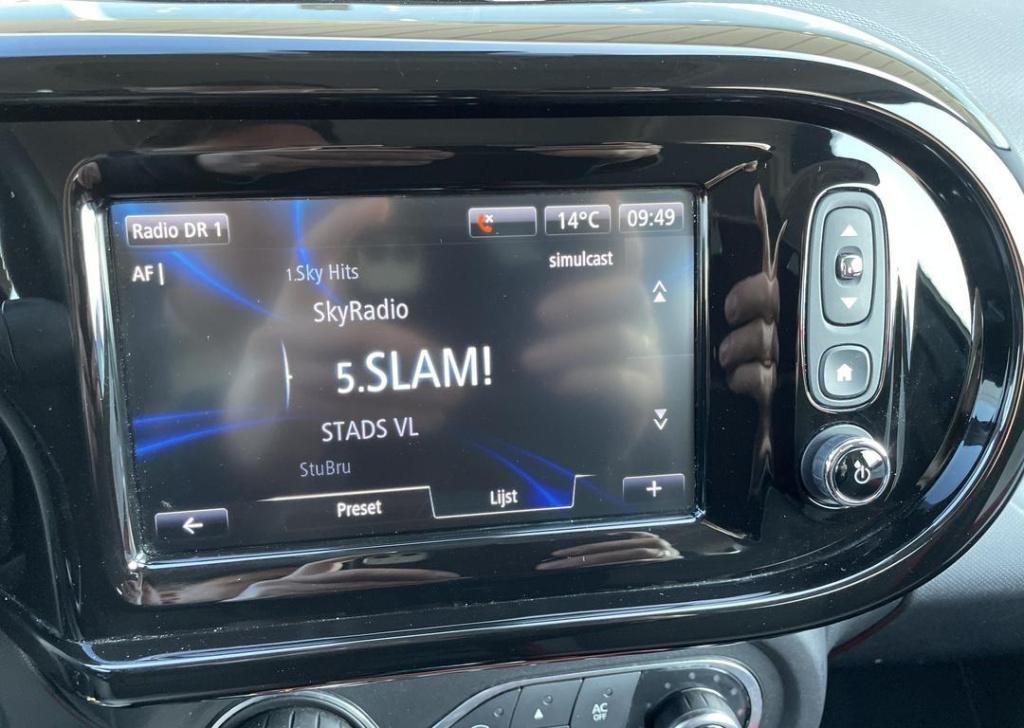 Radio DR 1
14°C
09:49
AF
simulcast
1.Sky Hits
SkyRadio
5.SLAM!
STADS VL
StuBru
Preset
Lijst
AC
OFF